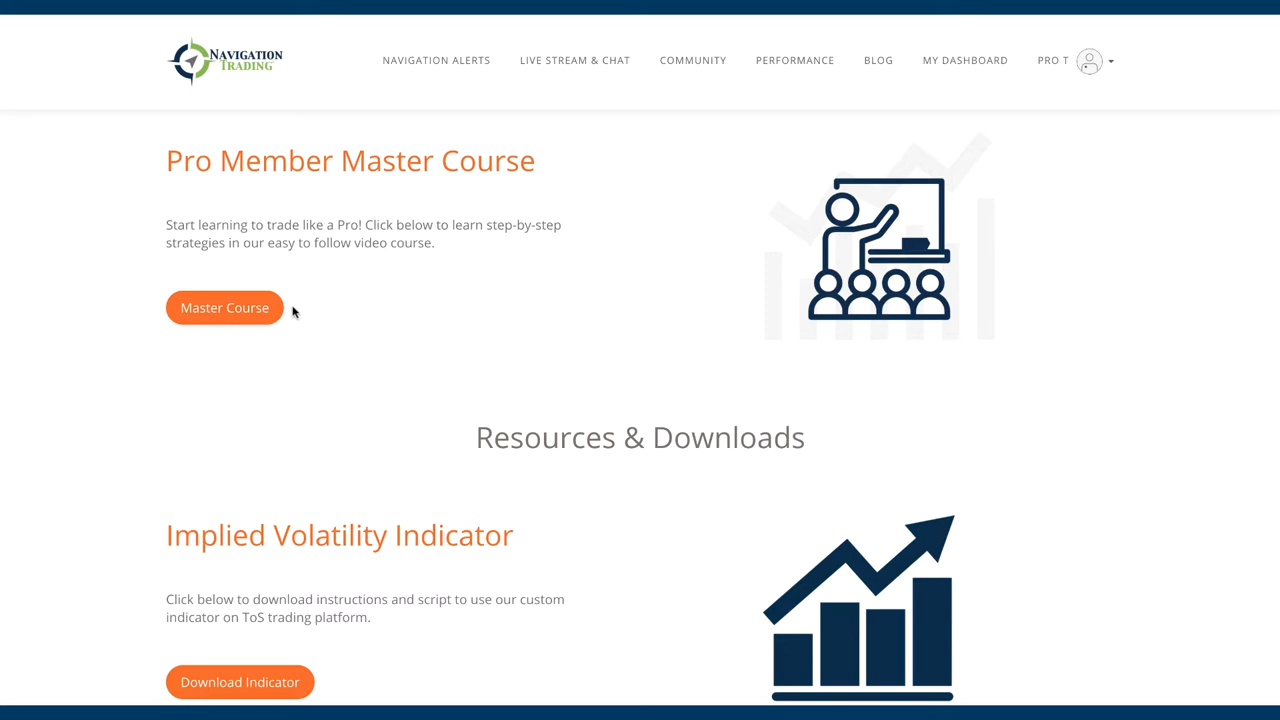 NAVIGATION
TRADING
NAVIGATION ALERTS LIVE STREAM & CHAT COMMUNITY PERFORMANCE BLOG MY DASHBOARD PRO T
Pro Member Master Course
Start learning to trade like a Pro! Click below to learn step-by-step
strategies in our easy to follow video course.
Master Course
Resources & Downloads
Implied Volatility Indicator
Click below to download instructions and script to use our custom
indicator on ToS trading platform.
Download Indicator